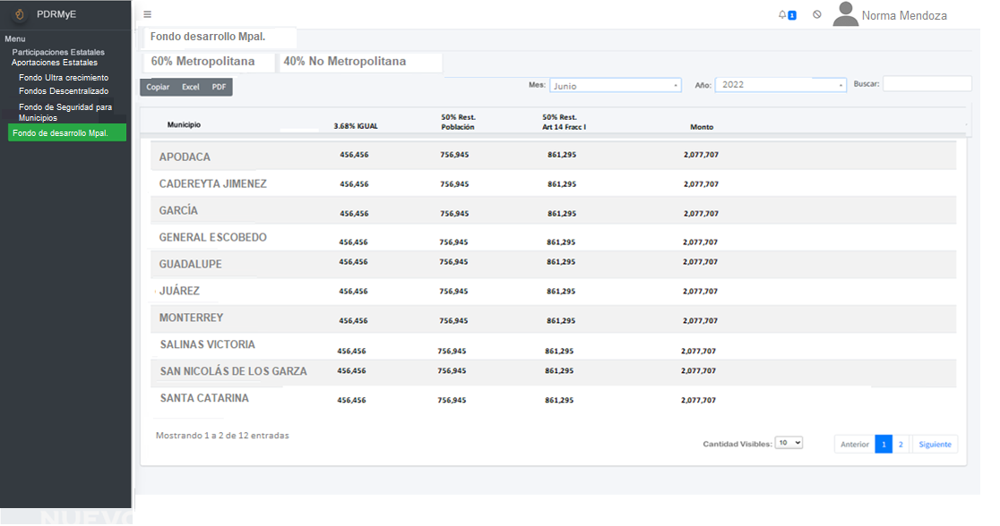 PDRMyE
1
Norma Mendoza
Menu
Participaciones Estatales
Aportaciones Estatales
Fondo Ultra crecimiento
Fondos Descentralizado
Fondo de Seguridad para
Municipios
Fondo de desarrollo Mpal.
Fondo desarrollo Mpal.
60% Metropolitana 40% No Metropolitana
Copiar Excel PDF
Mes: Junio Año: 2022 Buscar:
Municipio 3.68% IGUAL 50% Rest. Población 50% Rest. Art 14 Fracc I Monto
APODACA 456,456 756,945 861,295 2,077,707
CADEREYTA JIMENEZ 456,456 756,945 861,295 2,077,707
GARCÍA 456,456 756,945 861,295 2,077,707
GENERAL ESCOBEDO 456,456 756,945 861,295 2,077,707
GUADALUPE 456,456 756,945 861,295 2,077,707
JUÁREZ 456,456 756,945 861,295 2,077,707
MONTERREY 456,456 756,945 861,295 2,077,707
SALINAS VICTORIA 456,456 756,945 861,295 2,077,707
SAN NICOLÁS DE LOS GARZA 456,456 756,945 861,295 2,077,707
SANTA CATARINA 456,456 756,945 861,295 2,077,707
Mostrando 1 a 2 de 12 entradas
Cantidad Visibles: 10
Anterior 1 2 Siguiente
NUEVO